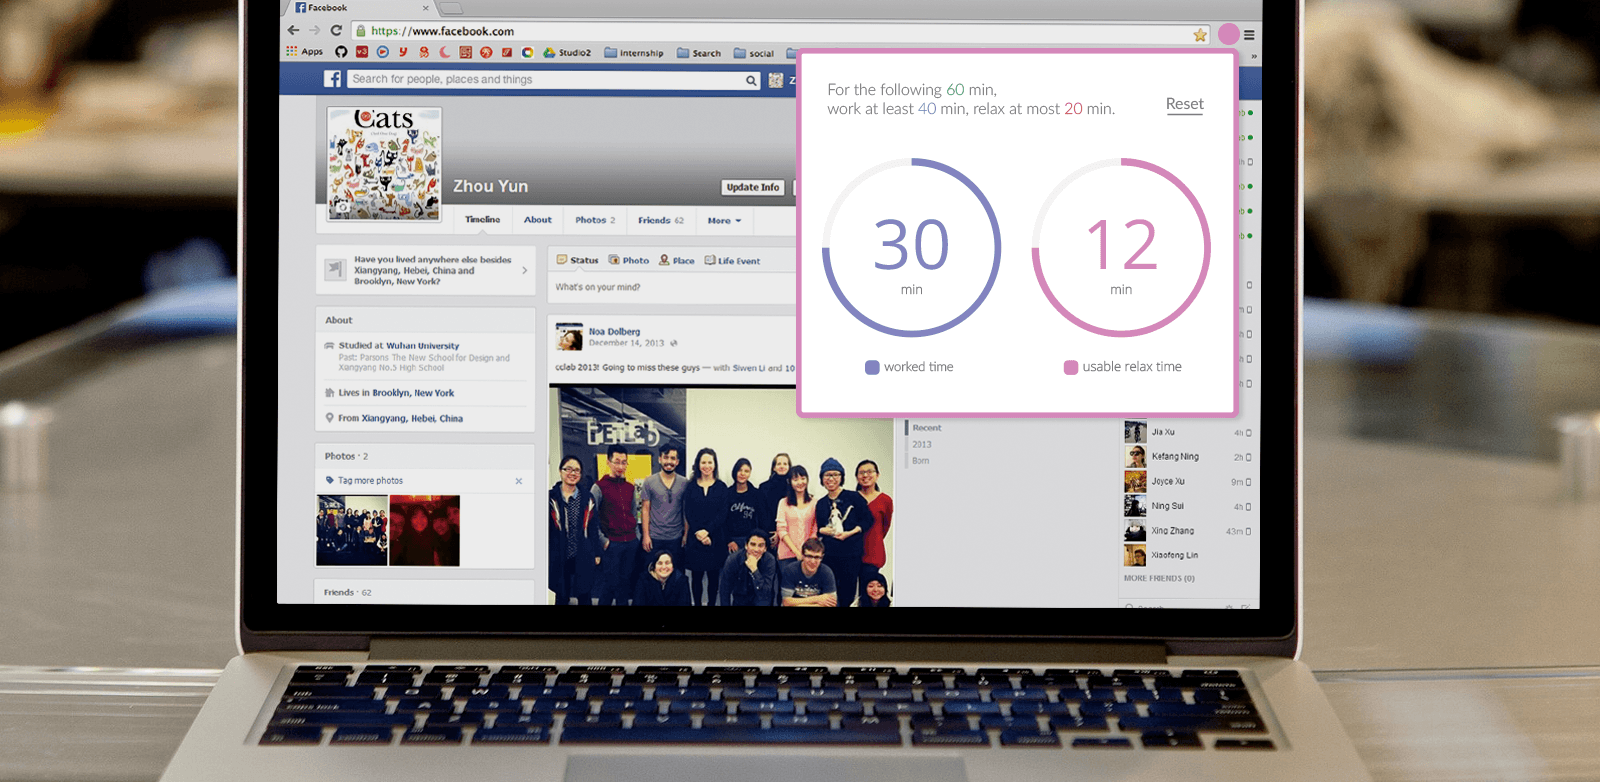 Facebook
https://www.facebook.com
Apps
Studio2
Internship
Search
social
Search for people, places and things
Cats
Zhou Yun
Update Info
Timeline
About
Photos 2
Friends 62
More
Have you lived anywhere else besides
Xiangyang, Hebei, China and
Brooklyn, New York?
About
Studied at Wuhan University
Past: Parsons The New School for Design and
Xiangyang No.5 High School
Lives in Brooklyn, New York
From Xiangyang, Hebei, China
Photos · 2
Tag more photos
Friends · 62
Status
Photo
Place
Life Event
What's on your mind?
Noa Dolberg
December 14, 2013
cclab 2013! Going to miss these guys — with Siwen Li and 10
PETLab
California
For the following 60 min,
work at least 40 min, relax at most 20 min.
Reset
30
min
worked time
12
min
usable relax time
Recent
2013
Born
Jia Xu
4h
Kefang Ning
2h
Joyce Xu
9m
Ning Sui
4h
Xing Zhang
43m
Xiaofeng Lin
MORE FRIENDS (0)